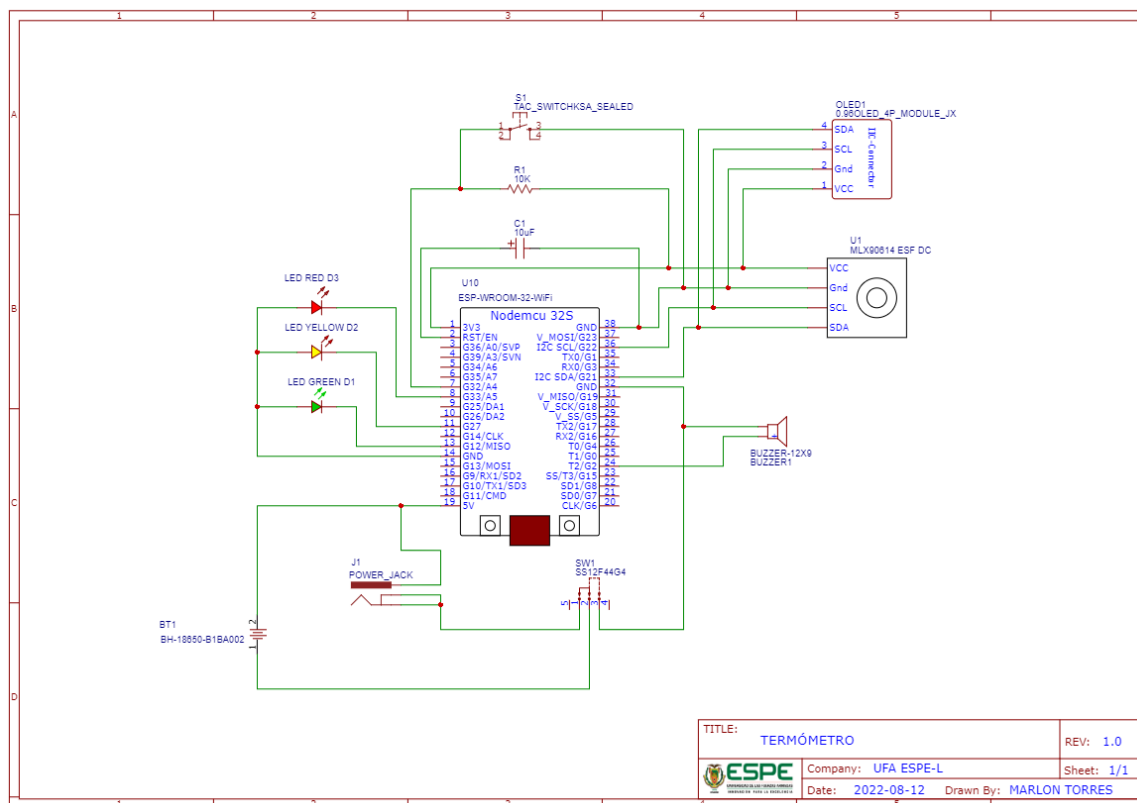 1 2 3 4 5
A
B
C
D
S1
TAC_SWITCHKSA_SEALED
1 3
2 4
R1
10K
C1
10uF
+
OLED1
0.96OLED_4P_MODULE_JX
4 SDA
3 SCL
2 Gnd
1 VCC
IIC-Connector
U1
MLX90614 ESF DC
VCC
Gnd
SCL
SDA
LED RED D3
LED YELLOW D2
LED GREEN D1
U10
ESP-WROOM-32-WiFi
Nodemcu 32S
1 3V3
2 RST/EN
3 G36/A0/SVP
4 G39/A3/SVN
5 G34/A6
6 G35/A7
7 G32/A4
8 G33/A5
9 G25/DA1
10 G26/DA2
11 G27
12 G14/CLK
13 G12/MISO
14 GND
15 G13/MOSI
16 G9/RX1/SD2
17 G10/TX1/SD3
18 G11/CMD
19 5V
GND 38
V_MOSI/G23 37
I2C SCL/G22 36
TX0/G1 35
RX0/G3 34
I2C SDA/G21 33
GND 32
V_MISO/G19 31
V_SCK/G18 30
V_SS/G5 29
TX2/G17 28
RX2/G16 27
T0/G4 26
T1/G0 25
T2/G2 24
SS/T3/G15 23
SD1/G8 22
SD0/G7 21
CLK/G6 20
BUZZER-12X9
BUZZER1
J1
POWER_JACK
SW1
SS12F44G4
5 1 2 3 4
BT1
BH-18650-B1BA002
2
1
TITLE:
TERMÓMETRO
REV: 1.0
ESPE
Company: UFA ESPE-L
Sheet: 1/1
Date: 2022-08-12 Drawn By: MARLON TORRES
1 2 3 4 5